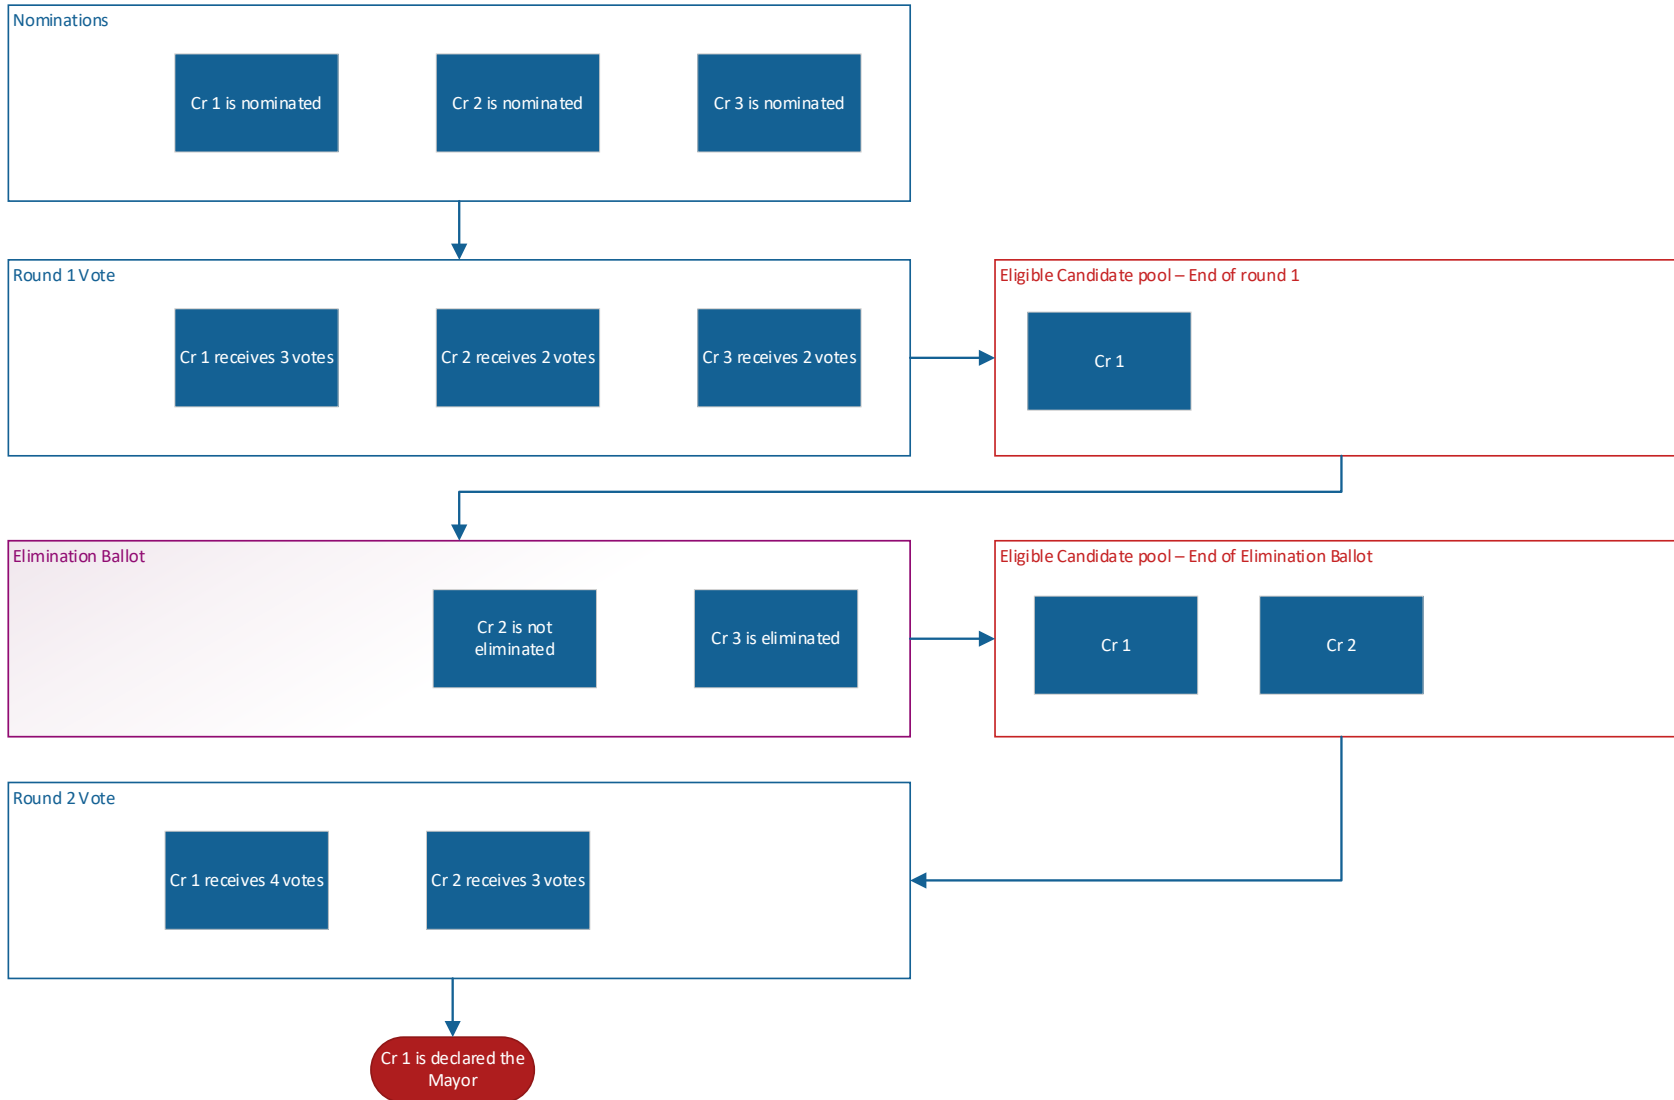 Nominations
Cr 1 is nominated
Cr 2 is nominated
Cr 3 is nominated
Round 1 Vote
Cr 1 receives 3 votes
Cr 2 receives 2 votes
Cr 3 receives 2 votes
Eligible Candidate pool – End of round 1
Cr 1
Elimination Ballot
Cr 2 is not
eliminated
Cr 3 is eliminated
Eligible Candidate pool – End of Elimination Ballot
Cr 1
Cr 2
Round 2 Vote
Cr 1 receives 4 votes
Cr 2 receives 3 votes
Cr 1 is declared the
Mayor